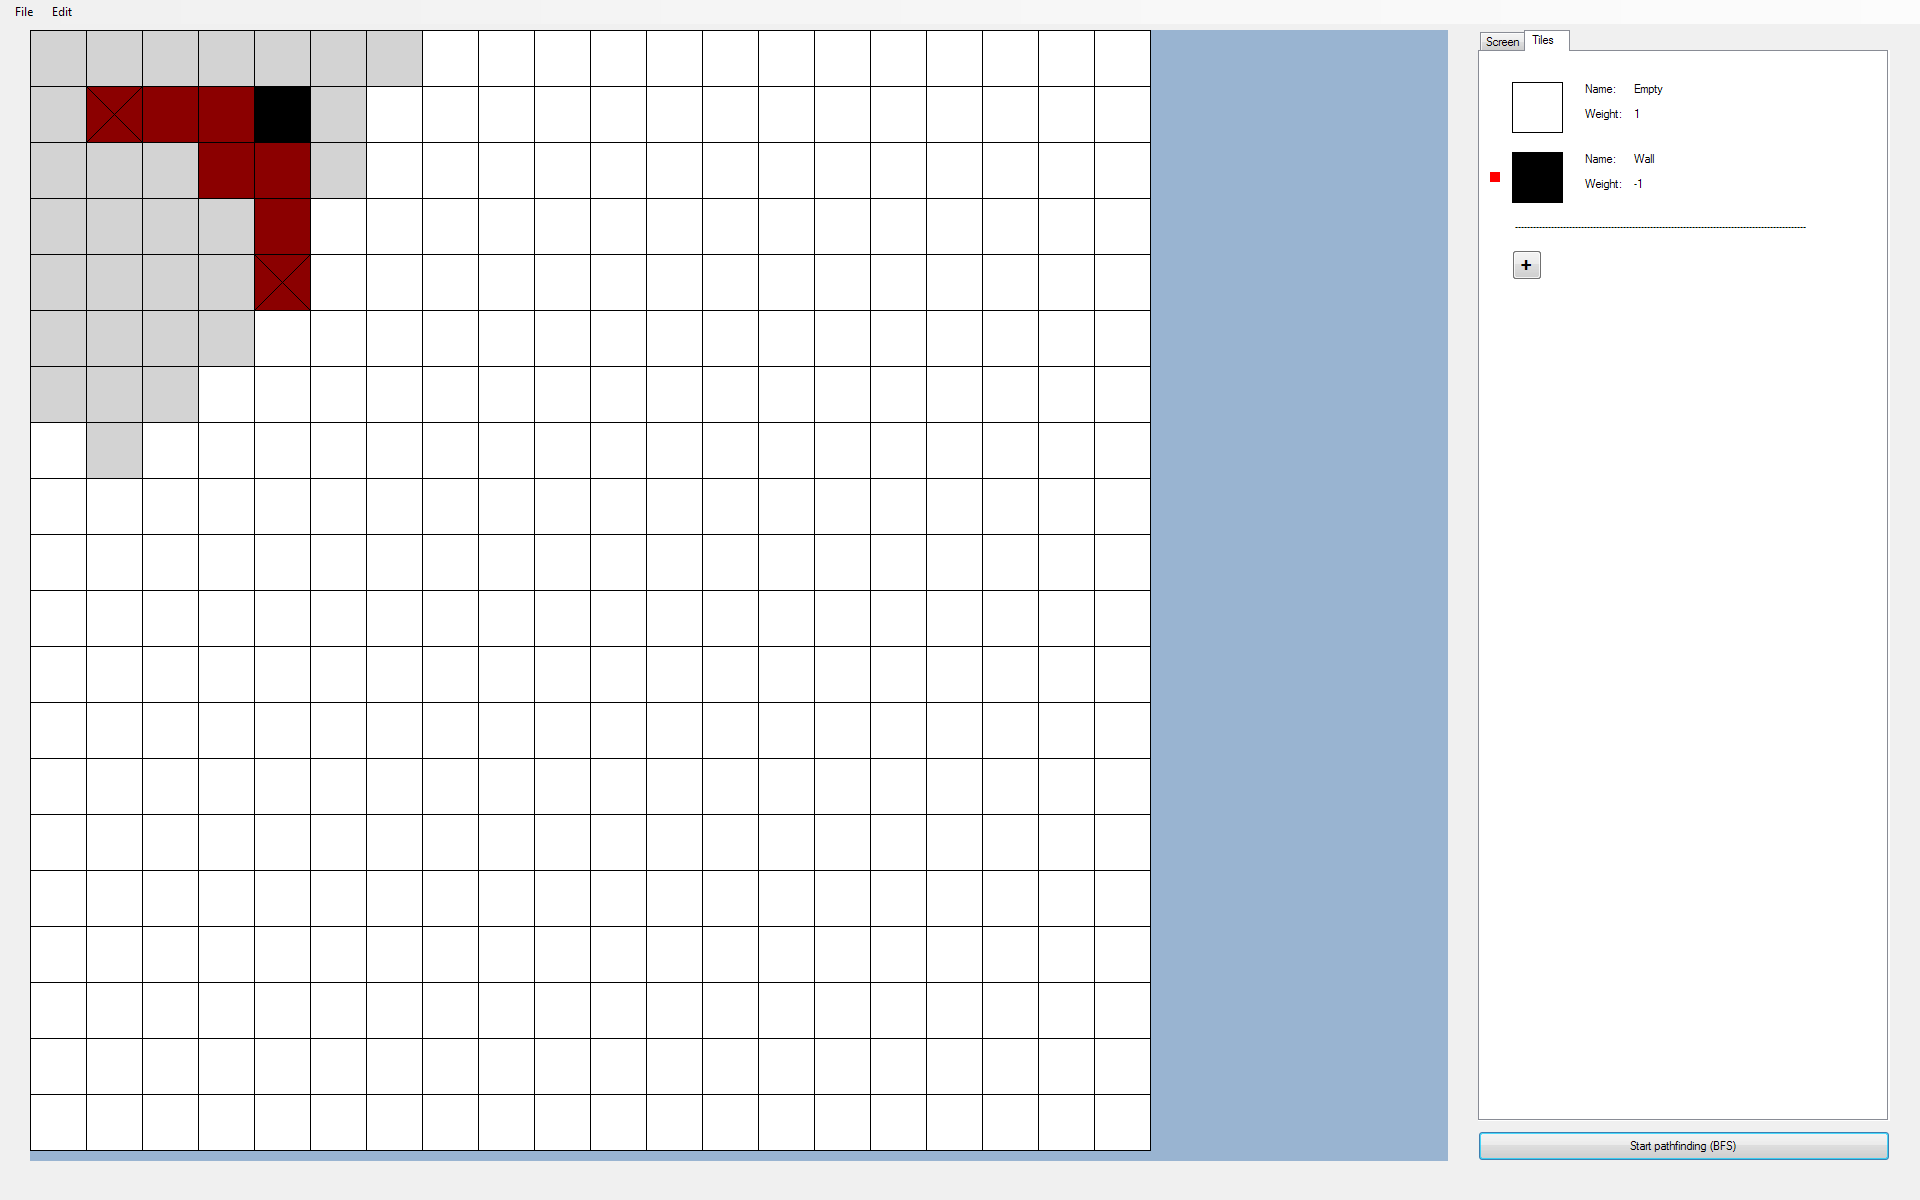 File Edit
Screen Tiles
Name: Empty
Weight: 1
Name: Wall
Weight: -1
+
Start pathfinding (BFS)